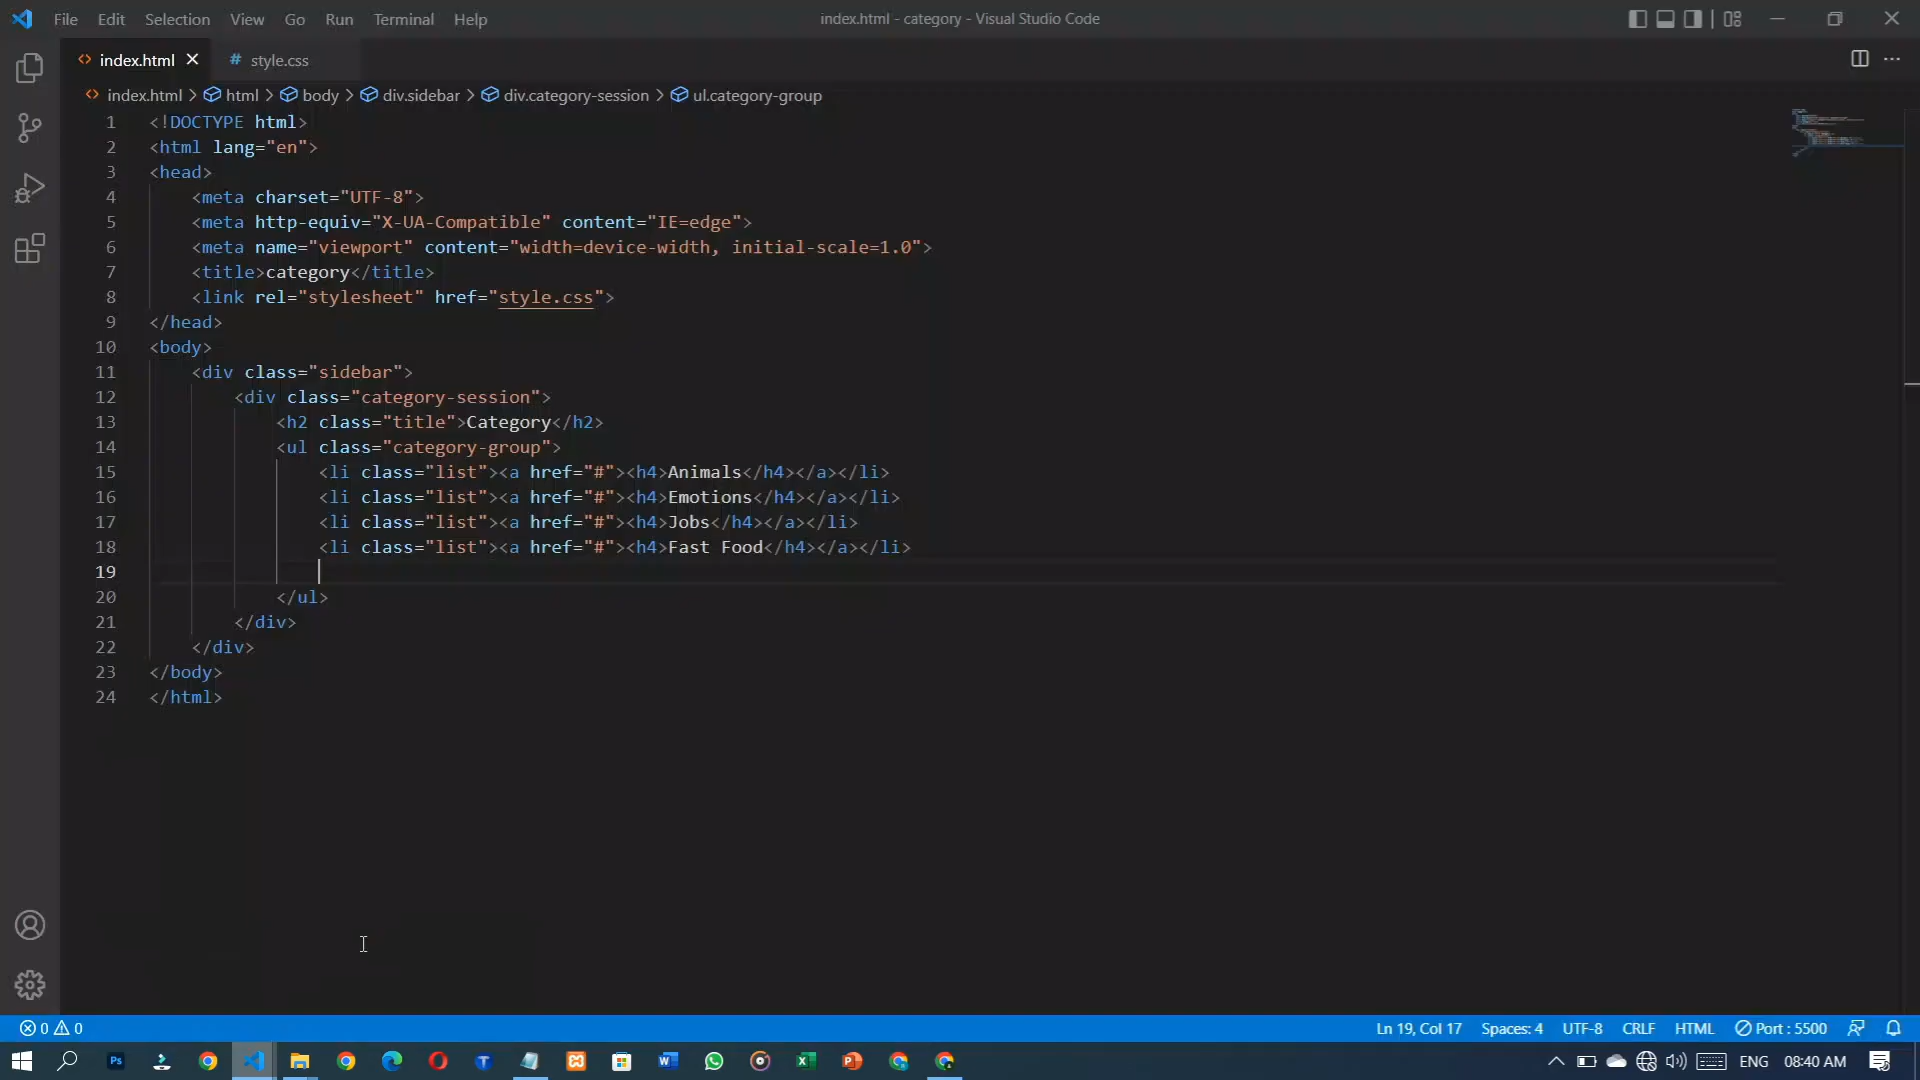 File Edit Selection View Go Run Terminal Help index.html - category - Visual Studio Code
index.html style.css
index.html > html > body > div.sidebar > div.category-session > ul.category-group
1 <!DOCTYPE html>
2 <html lang="en">
3 <head>
4 <meta charset="UTF-8">
5 <meta http-equiv="X-UA-Compatible" content="IE=edge">
6 <meta name="viewport" content="width=device-width, initial-scale=1.0">
7 <title>category</title>
8 <link rel="stylesheet" href="style.css">
9 </head>
10 <body>
11 <div class="sidebar">
12 <div class="category-session">
13 <h2 class="title">Category</h2>
14 <ul class="category-group">
15 <li class="list"><a href="#"><h4>Animals</h4></a></li>
16 <li class="list"><a href="#"><h4>Emotions</h4></a></li>
17 <li class="list"><a href="#"><h4>Jobs</h4></a></li>
18 <li class="list"><a href="#"><h4>Fast Food</h4></a></li>
19
20 </ul>
21 </div>
22 </div>
23 </body>
24 </html>
0 0 Ln 19, Col 17 Spaces: 4 UTF-8 CRLF HTML Port : 5500
Ps ENG 08:40 AM